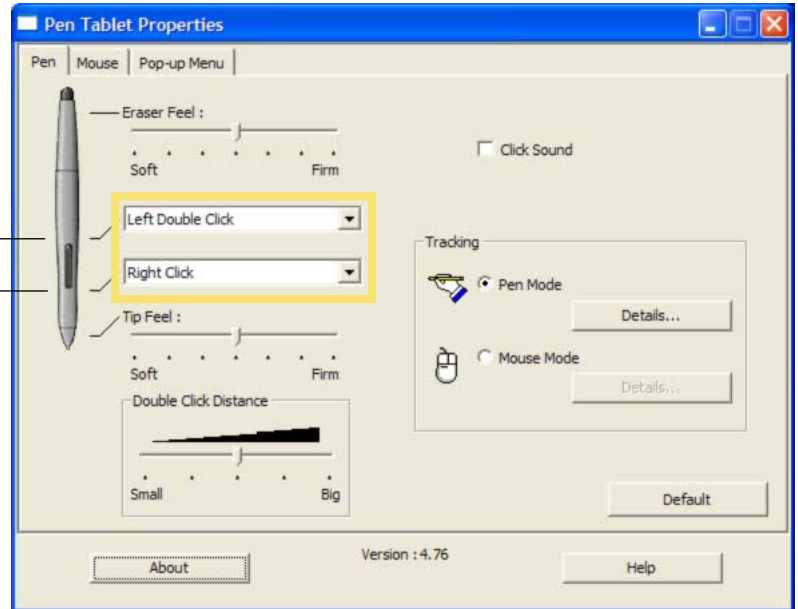 Pen Tablet Properties
Pen Mouse Pop-up Menu
Eraser Feel :
Soft Firm
Click Sound
Left Double Click
Right Click
Tip Feel :
Soft Firm
Double Click Distance
Small Big
Tracking
Pen Mode
Details...
Mouse Mode
Details...
Default
About
Version : 4.76
Help